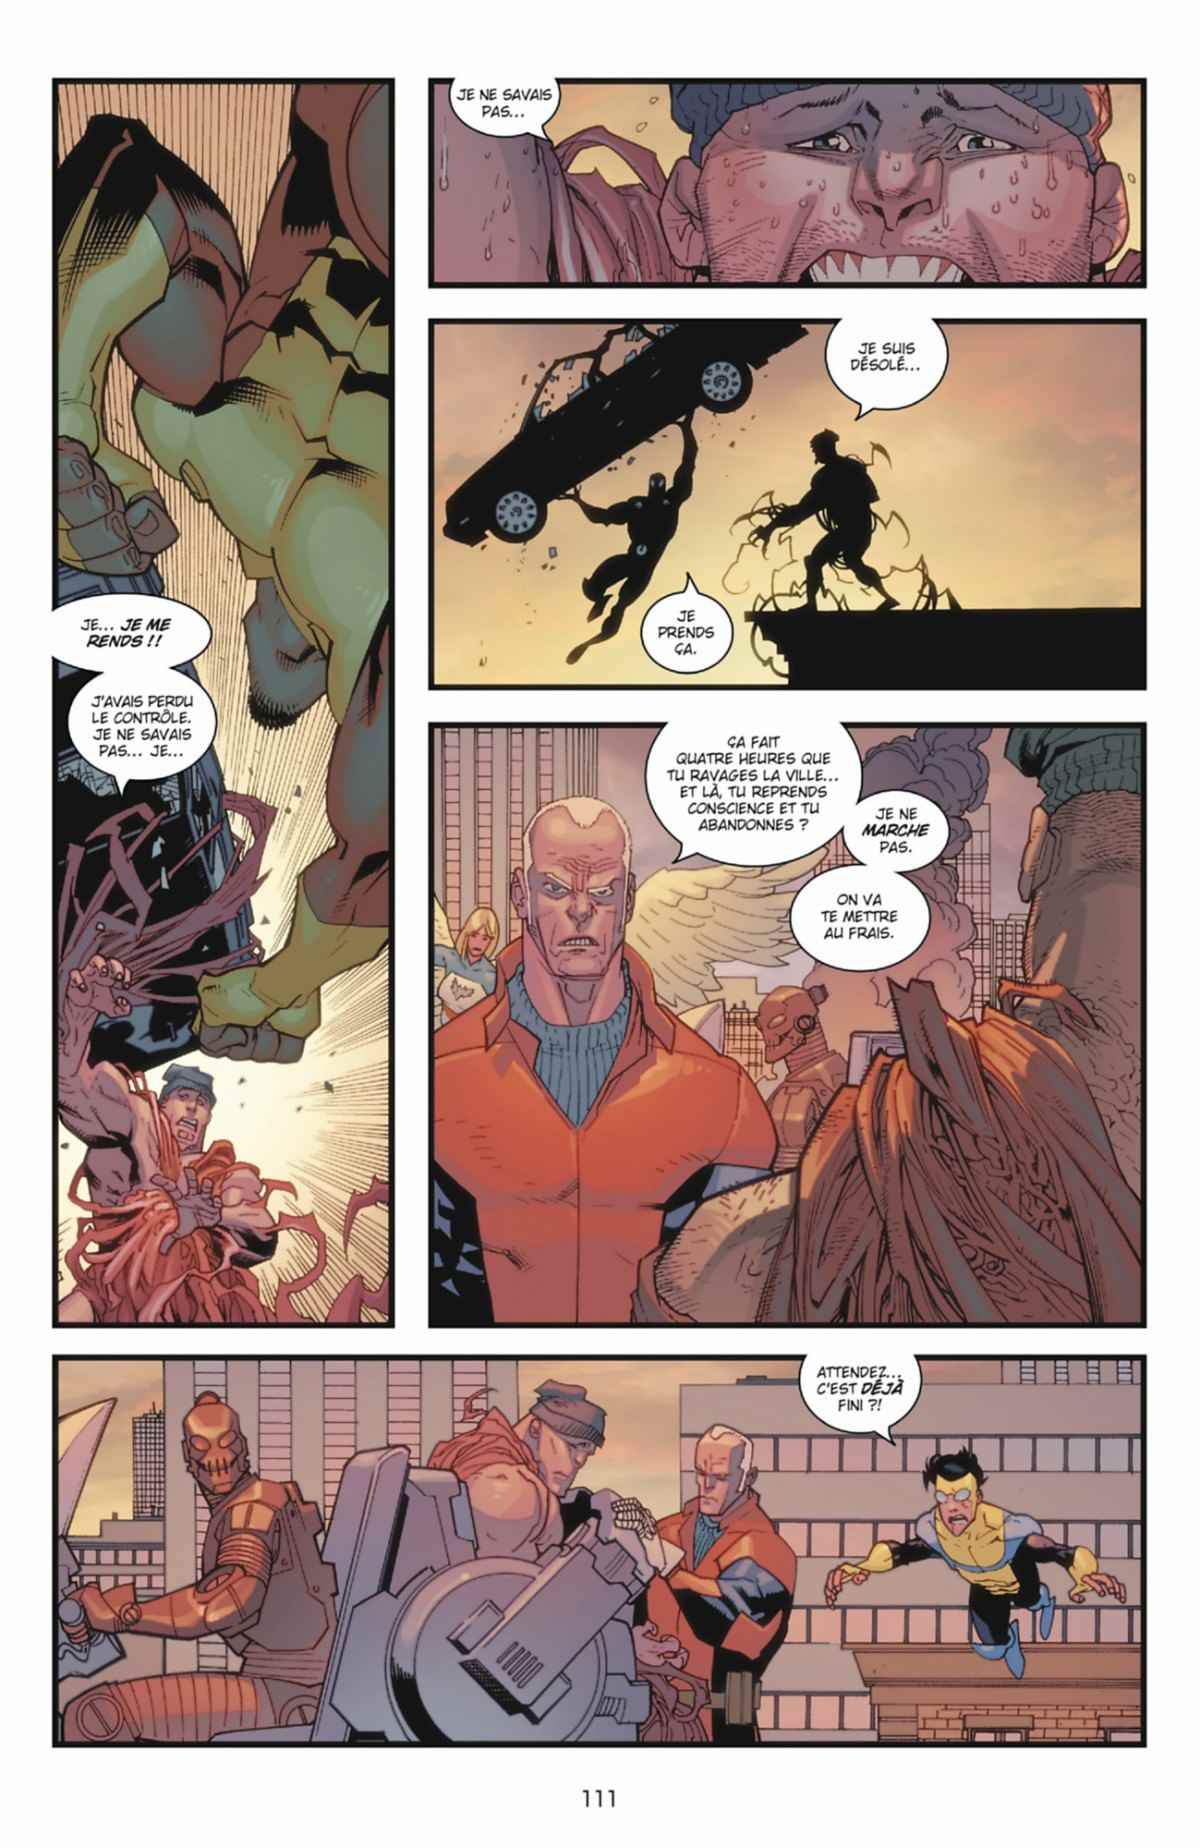 JE... JE ME
RENDS !!
J'AVAIS PERDU
LE CONTRÔLE.
JE NE SAVAIS
PAS... JE...
JE NE SAVAIS
PAS...
JE SUIS
DÉSOLÉ...
JE
PRENDS
ÇA.
ÇA FAIT
QUATRE HEURES QUE
TU RAVAGES LA VILLE...
ET LÀ, TU REPRENDS
CONSCIENCE ET TU
ABANDONNES ?
JE NE
MARCHE
PAS.
ON VA
TE METTRE
AU FRAIS.
ATTENDEZ...
C'EST DÉJÀ
FINI ?!
111